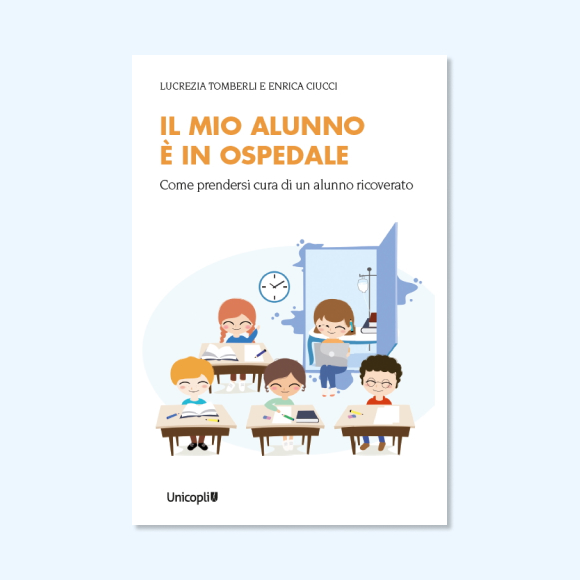 LUCREZIA TOMBERLI E ENRICA CIUCCI
IL MIO ALUNNO
È IN OSPEDALE
Come prendersi cura di un alunno ricoverato
Unicopli